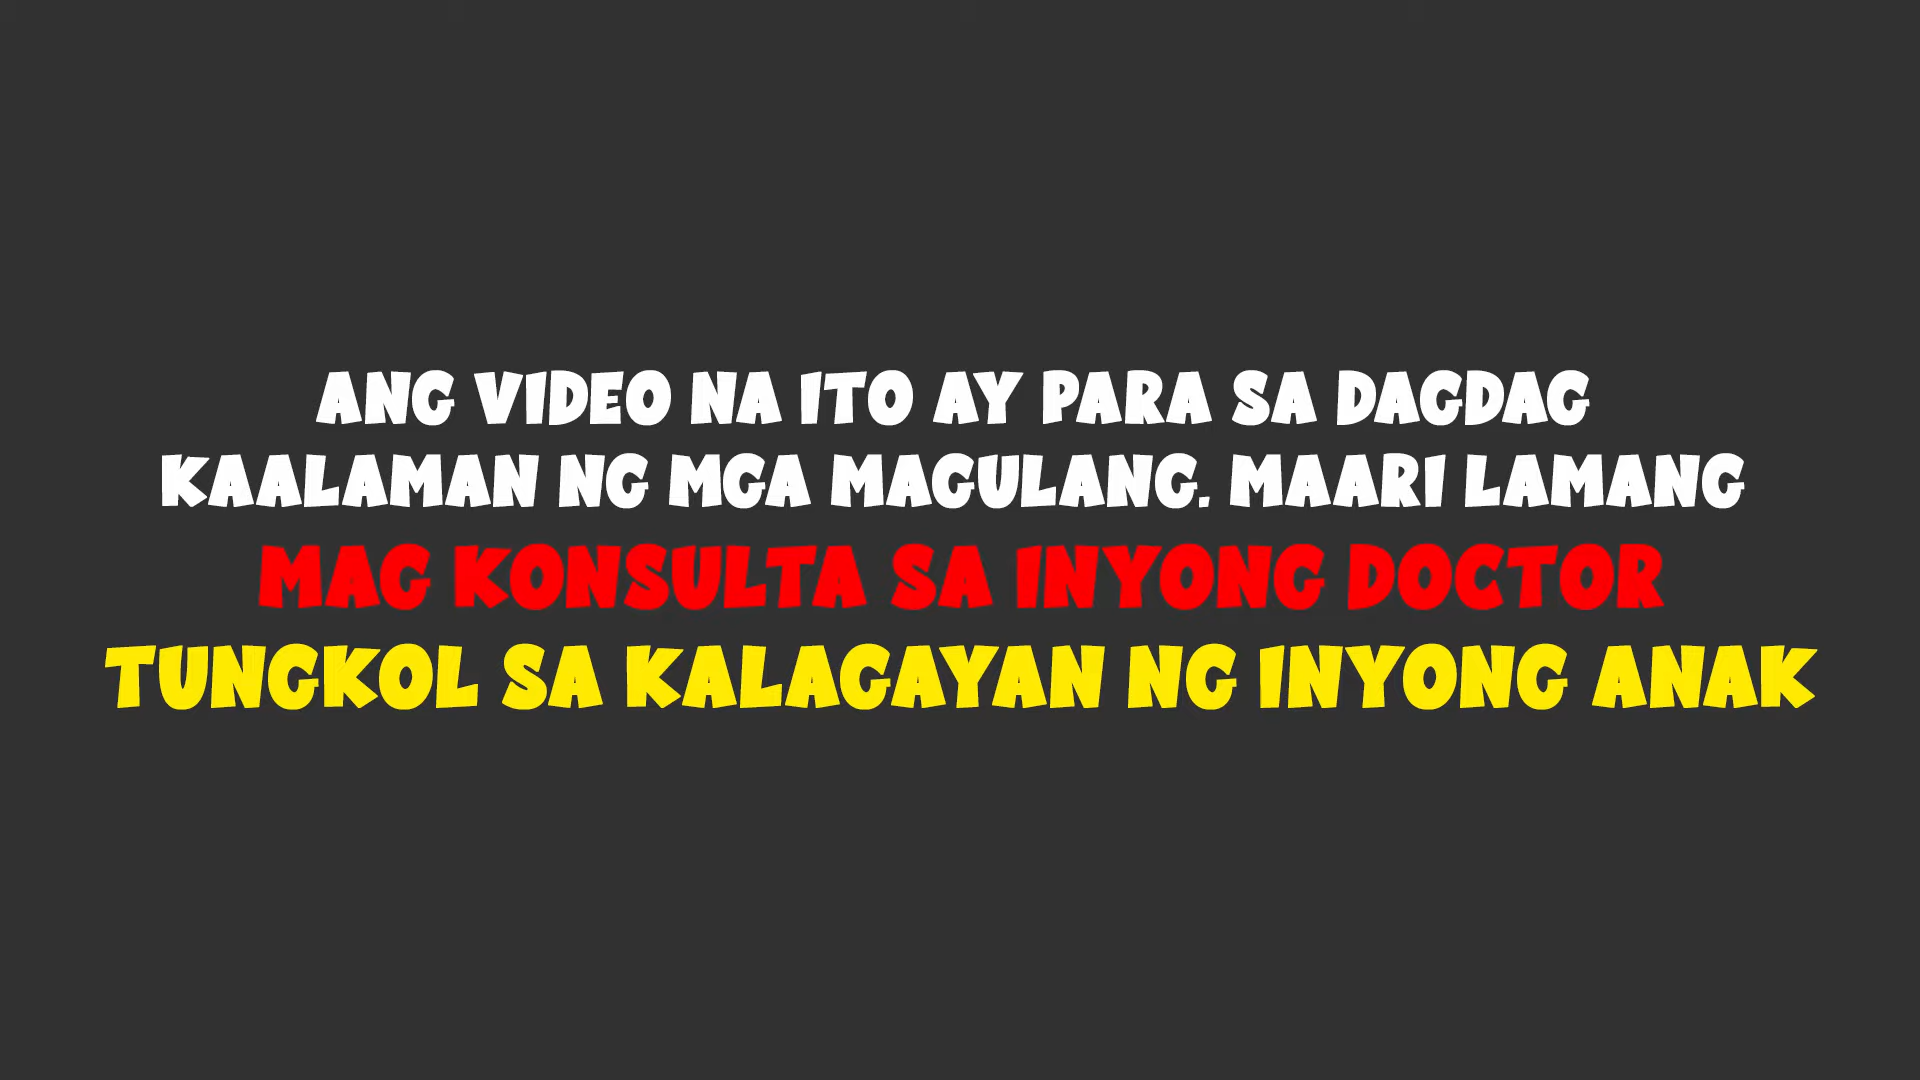 ANG VIDEO NA ITO AY PARA SA DAGDAG
KAALAMAN NG MGA MAGULANG. MAARI LAMANG
MAG KONSULTA SA INYONG DOCTOR
TUNGKOL SA KALAGAYAN NG INYONG ANAK